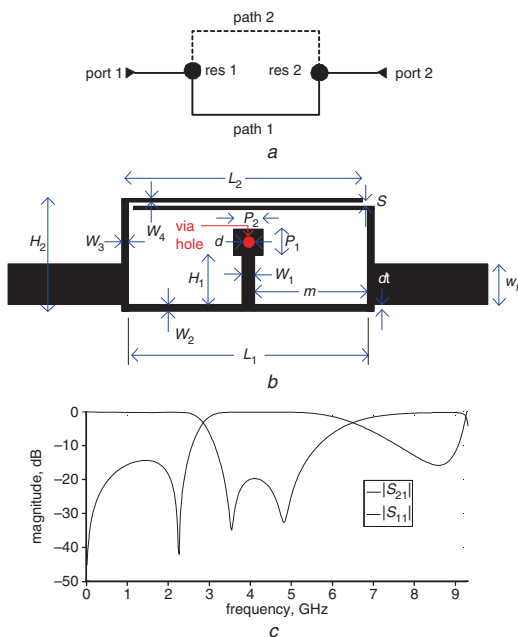 path 2
port 1 res 1 res 2 port 2
path 1
a
L2
S
W4
via
hole
P2
H2
W3
d
P1
H1
W1
m
dt
W2
L1
b
0
–10
–20
–30
–40
–50
magnitude, dB
|S21|
|S11|
0 1 2 3 4 5 6 7 8 9
frequency, GHz
c